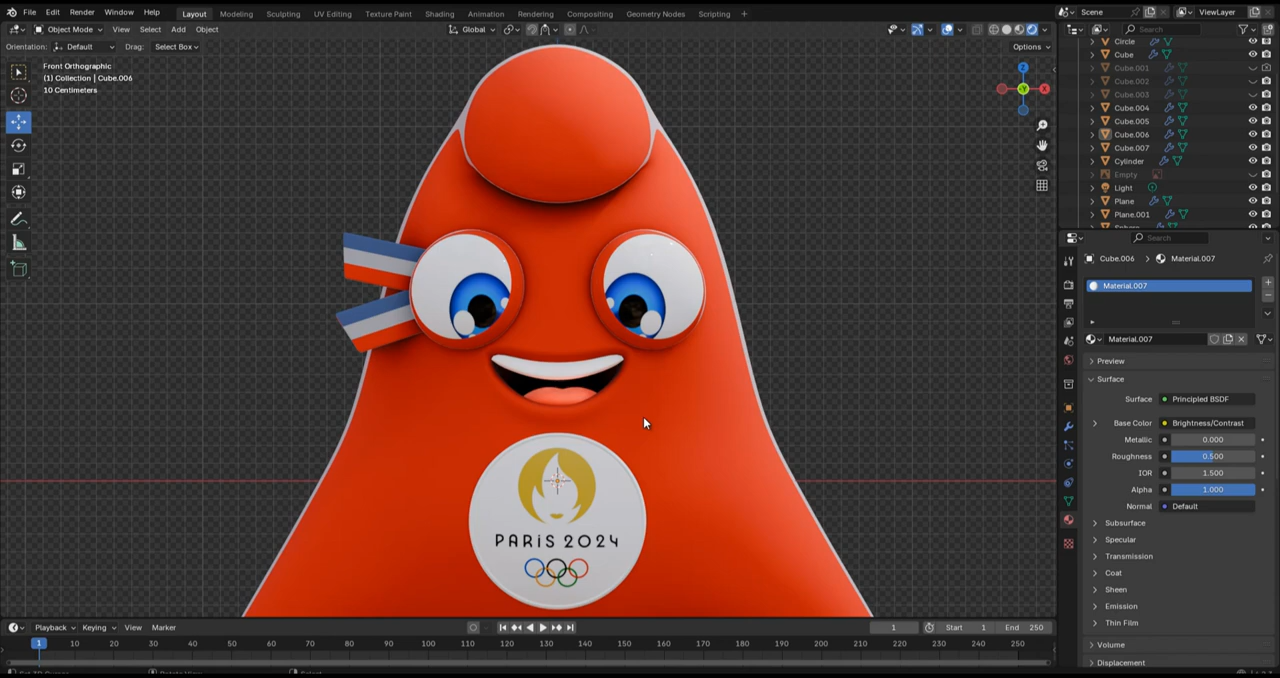 File Edit Render Window Help Layout Modeling Sculpting UV Editing Texture Paint Shading Animation Rendering Compositing Geometry Nodes Scripting + Scene ViewLayer
Object Mode View Select Add Object Global Search
Orientation: Default Drag: Select Box Options
Front Orthographic
(1) Collection | Cube.006
10 Centimeters
Z
-Y
X
PARIS 2024
Circle
Cube
Cube.001
Cube.002
Cube.003
Cube.004
Cube.005
Cube.006
Cube.007
Cylinder
Empty
Light
Plane
Plane.001
Search
Cube.006 > Material.007
Material.007
Material.007
Preview
Surface
Surface Principled BSDF
Base Color Brightness/Contrast
Metallic 0.000
Roughness 0.500
IOR 1.500
Alpha 1.000
Normal Default
Subsurface
Specular
Transmission
Coat
Sheen
Emission
Thin Film
Volume
Displacement
Playback Keying View Marker 1 Start 1 End 250
1 10 20 30 40 50 60 70 80 90 100 110 120 130 140 150 160 170 180 190 200 210 220 230 240 250